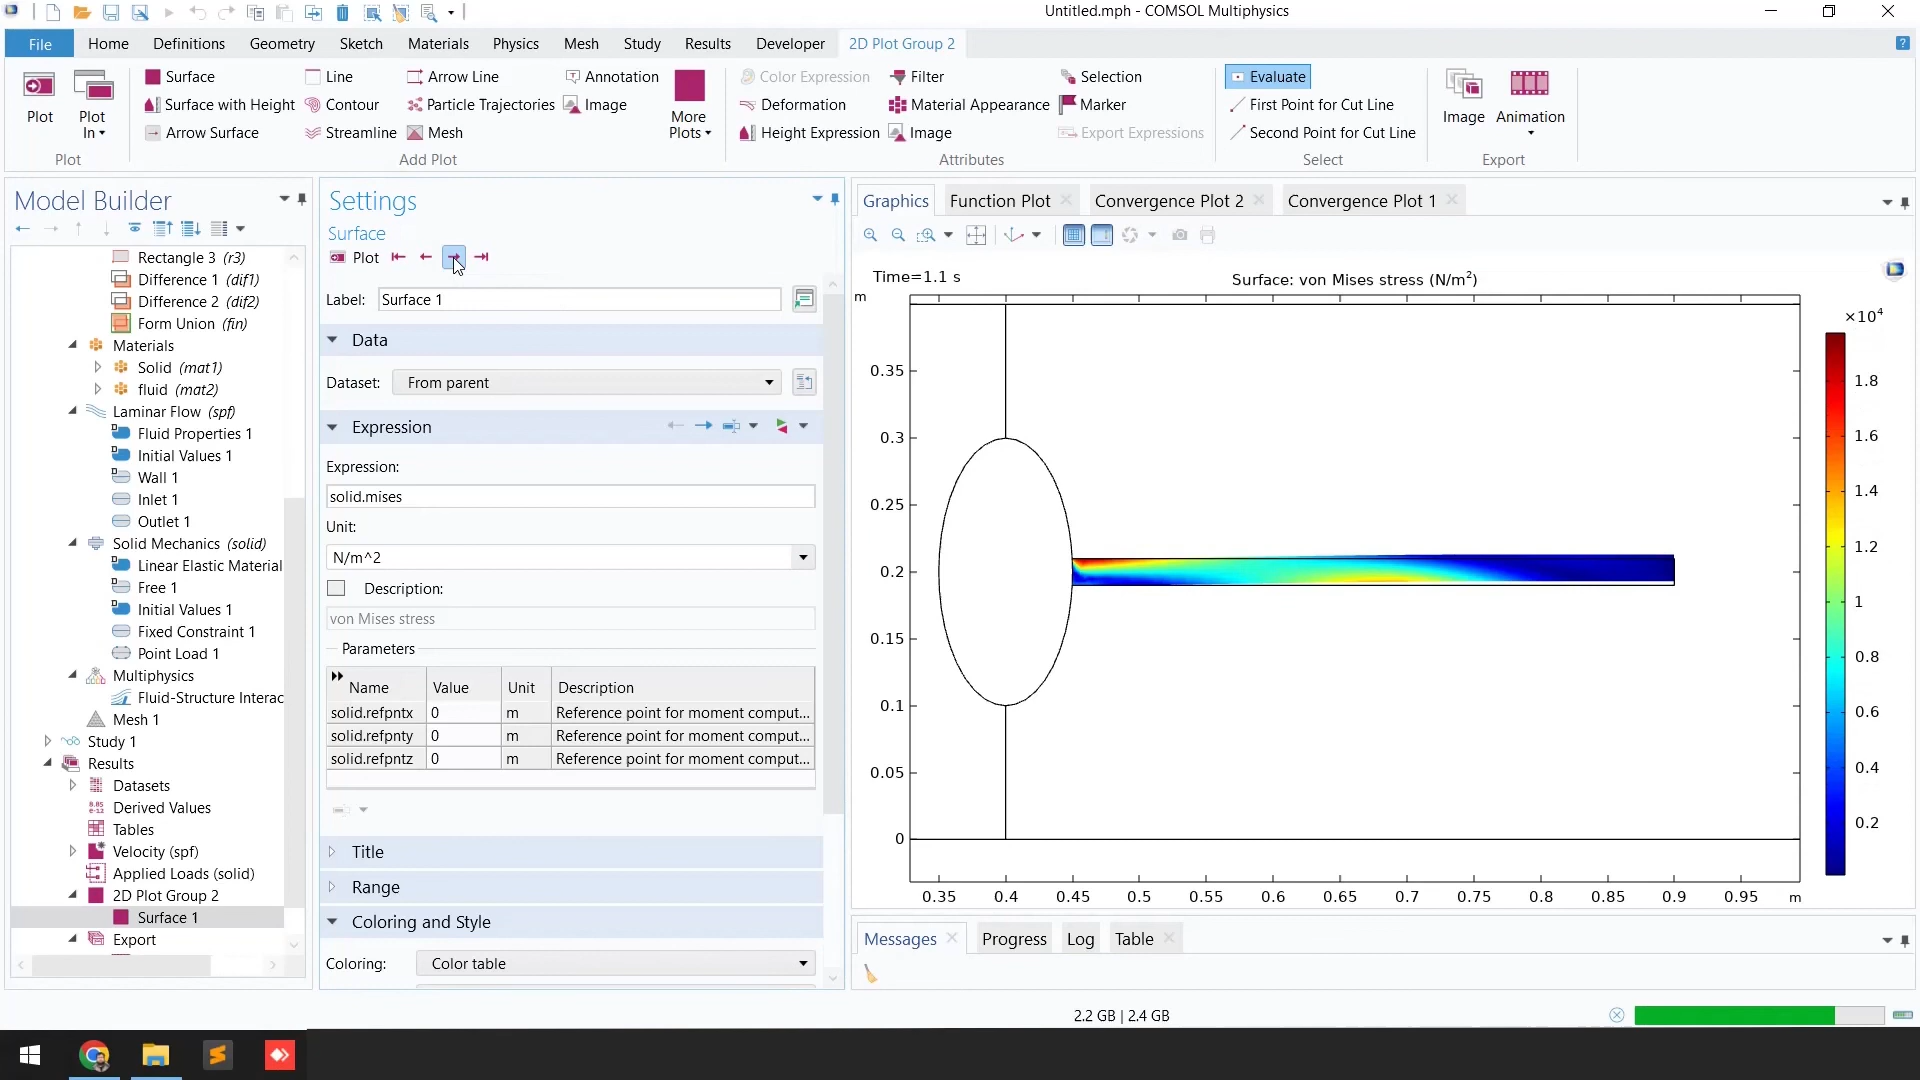 Untitled.mph - COMSOL Multiphysics
File Home Definitions Geometry Sketch Materials Physics Mesh Study Results Developer 2D Plot Group 2
Plot
Plot In
Plot
Surface Line Arrow Line Annotation
Surface with Height Contour Particle Trajectories Image
Arrow Surface Streamline Mesh
More Plots
Add Plot
Color Expression Filter Selection
Deformation Material Appearance Marker
Height Expression Image Export Expressions
Attributes
Evaluate
First Point for Cut Line
Second Point for Cut Line
Select
Image Animation
Export
Model Builder
Rectangle 3 (r3)
Difference 1 (dif1)
Difference 2 (dif2)
Form Union (fin)
Materials
Solid (mat1)
fluid (mat2)
Laminar Flow (spf)
Fluid Properties 1
Initial Values 1
Wall 1
Inlet 1
Outlet 1
Solid Mechanics (solid)
Linear Elastic Material
Free 1
Initial Values 1
Fixed Constraint 1
Point Load 1
Multiphysics
Fluid-Structure Interac
Mesh 1
Study 1
Results
Datasets
8.85
e-12
Derived Values
Tables
Velocity (spf)
Applied Loads (solid)
2D Plot Group 2
Surface 1
Export
Settings
Surface
Plot
Label: Surface 1
Data
Dataset: From parent
Expression
Expression:
solid.mises
Unit:
N/m^2
Description:
von Mises stress
Parameters
Name Value Unit Description
solid.refpntx 0 m Reference point for moment comput...
solid.refpnty 0 m Reference point for moment comput...
solid.refpntz 0 m Reference point for moment comput...
Title
Range
Coloring and Style
Coloring: Color table
Graphics Function Plot Convergence Plot 2 Convergence Plot 1
Time=1.1 s
Surface: von Mises stress (N/m²)
m
×10⁴
0.35
0.3
0.25
0.2
0.15
0.1
0.05
0
0.35 0.4 0.45 0.5 0.55 0.6 0.65 0.7 0.75 0.8 0.85 0.9 0.95 m
1.8
1.6
1.4
1.2
1
0.8
0.6
0.4
0.2
Messages Progress Log Table
2.2 GB | 2.4 GB